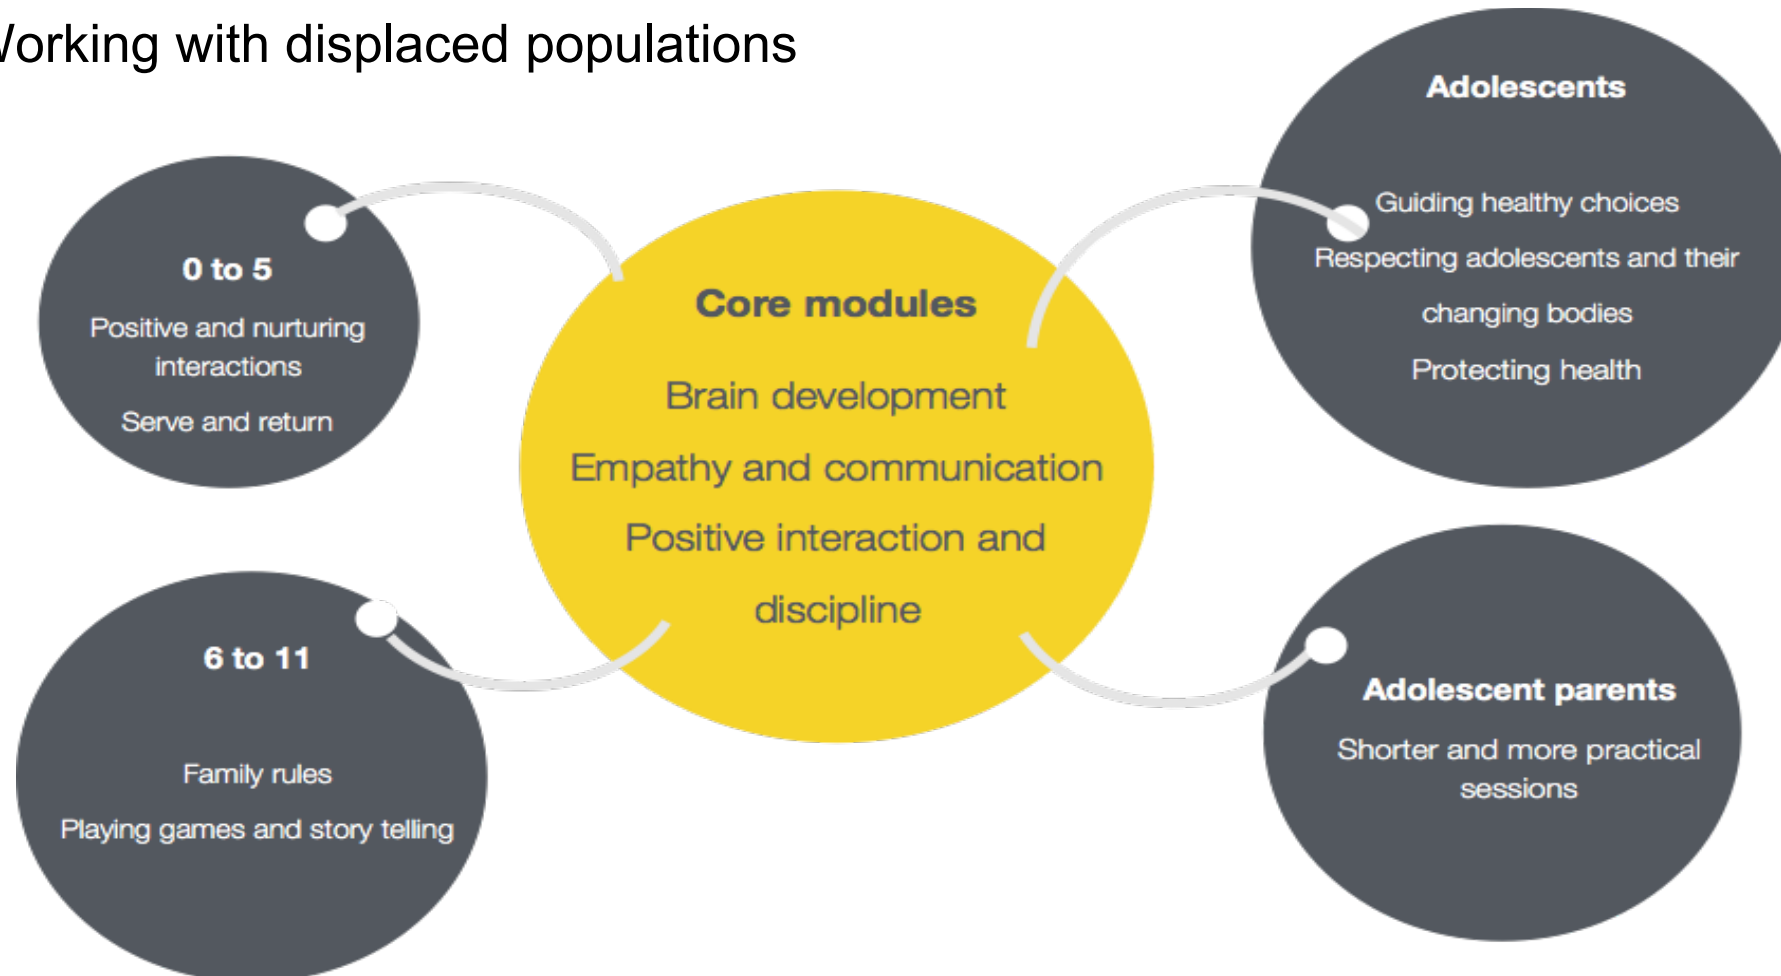 Working with displaced populations
0 to 5
Positive and nurturing
interactions
Serve and return
6 to 11
Family rules
Playing games and story telling
Core modules
Brain development
Empathy and communication
Positive interaction and
discipline
Adolescents
Guiding healthy choices
Respecting adolescents and their
changing bodies
Protecting health
Adolescent parents
Shorter and more practical
sessions